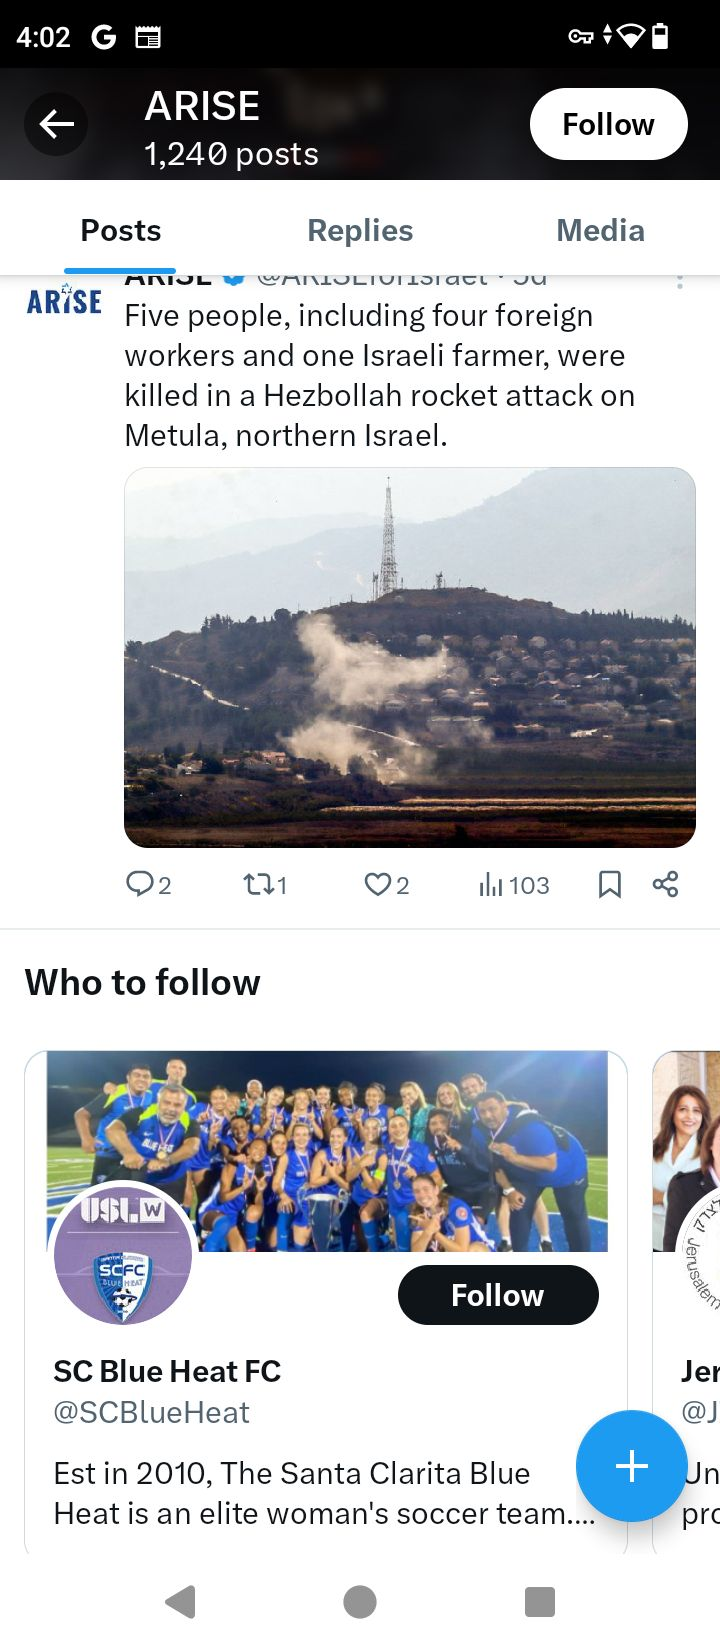 4:02
ARISE
1,240 posts
Follow
Posts
Replies
Media
ARISE @ARISEforIsrael · 5d
ARISE
Five people, including four foreign
workers and one Israeli farmer, were
killed in a Hezbollah rocket attack on
Metula, northern Israel.
2
1
2
103
Who to follow
USL W
SCFC
BLUE HEAT
Follow
SC Blue Heat FC
@SCBlueHeat
Est in 2010, The Santa Clarita Blue
Heat is an elite woman's soccer team....
Jerusalem
Jer
@J
Un
pro